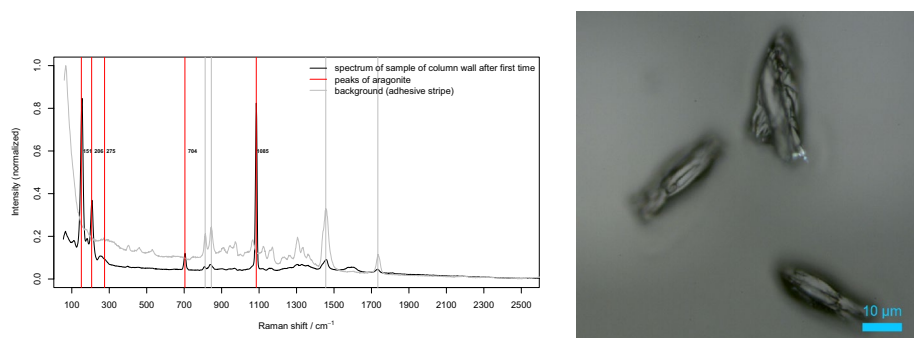 spectrum of sample of column wall after first time
peaks of aragonite
background (adhesive stripe)
1.0
0.8
0.6
0.4
0.2
0.0
Intensity (normalized)
151 206 275 704 1085
100 300 500 700 900 1100 1300 1500 1700 1900 2100 2300 2500
Raman shift / cm⁻¹
10 µm